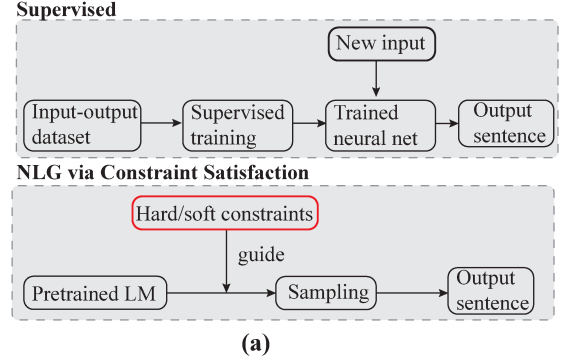 Supervised
New input
Input-output
dataset
Supervised
training
Trained
neural net
Output
sentence
NLG via Constraint Satisfaction
Hard/soft constraints
guide
Pretrained LM
Sampling
Output
sentence
(a)